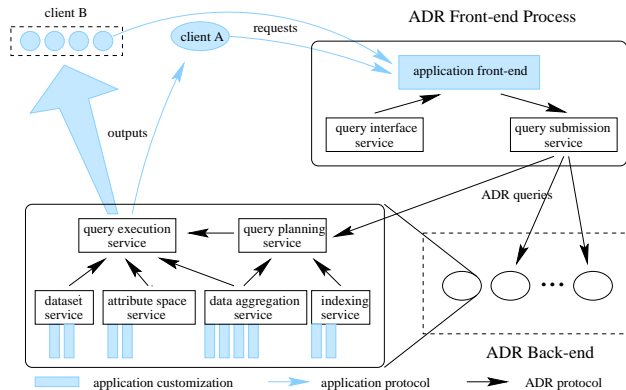 client B
ADR Front-end Process
client A
requests
application front-end
query interface
service
query submission
service
outputs
ADR queries
query execution
service
query planning
service
dataset
service
attribute space
service
data aggregation
service
indexing
service
ADR Back-end
application customization
application protocol
ADR protocol